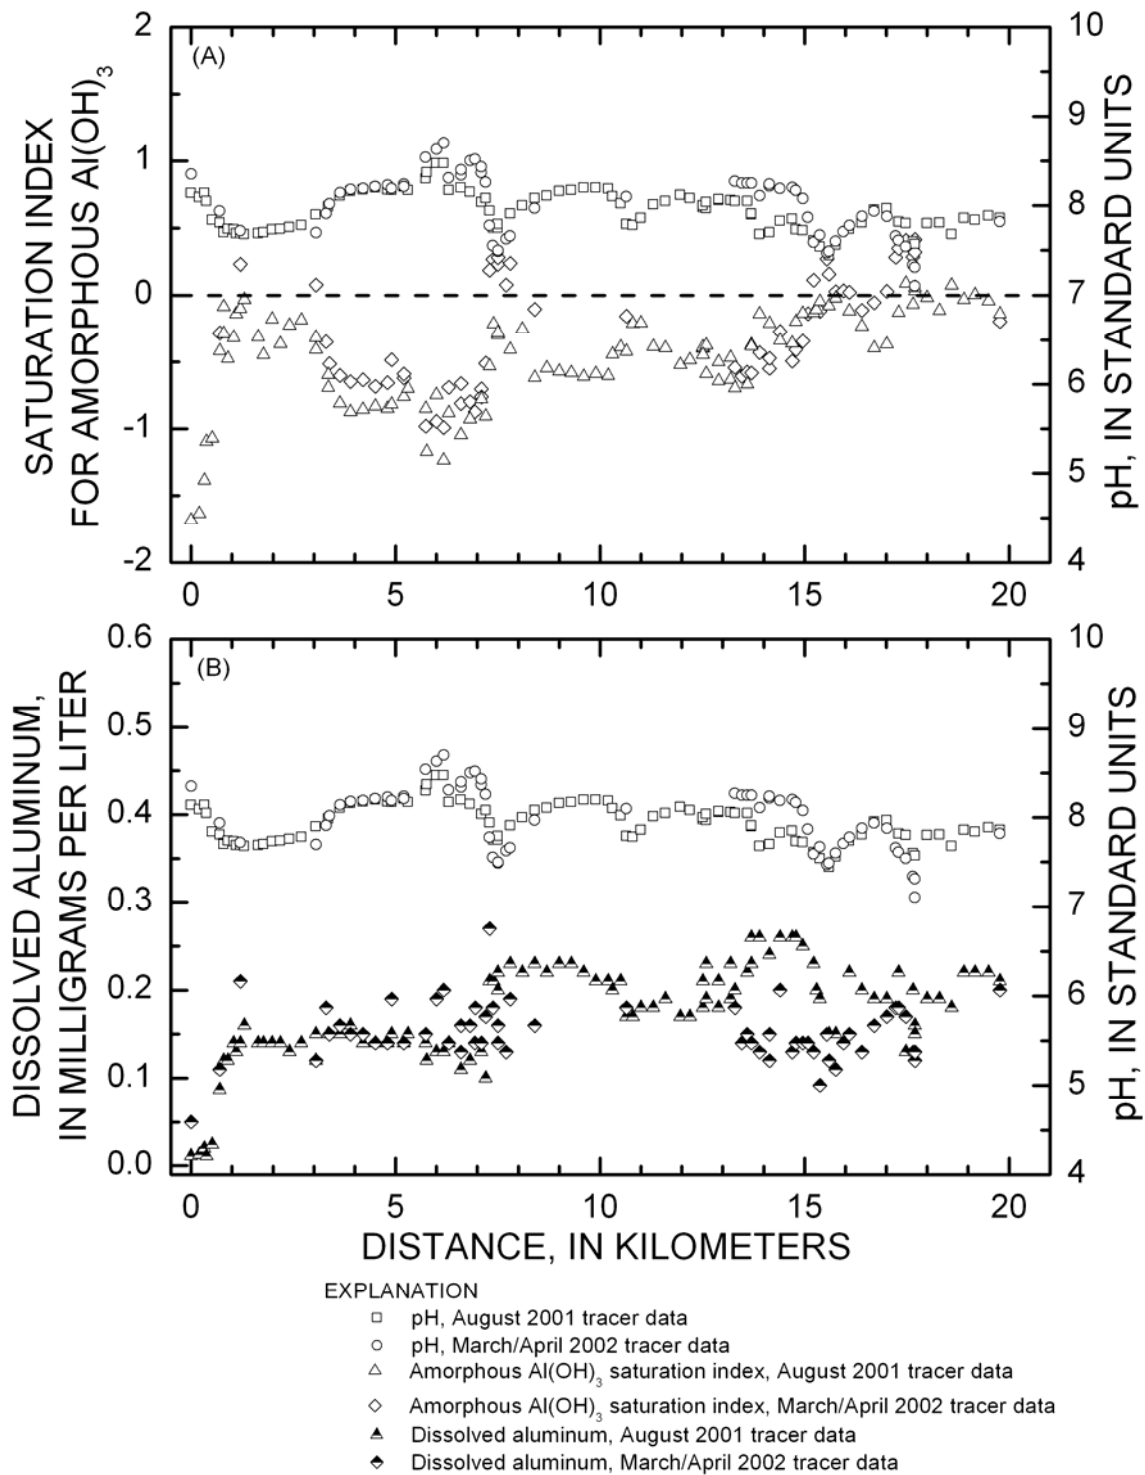 SATURATION INDEX
FOR AMORPHOUS Al(OH)3
2
1
0
-1
-2
(A)
10
9
8
7
6
5
4
pH, IN STANDARD UNITS
0
5
10
15
20
DISSOLVED ALUMINUM,
IN MILLIGRAMS PER LITER
0.6
0.5
0.4
0.3
0.2
0.1
0.0
(B)
10
9
8
7
6
5
4
pH, IN STANDARD UNITS
0
5
10
15
20
DISTANCE, IN KILOMETERS
EXPLANATION
pH, August 2001 tracer data
pH, March/April 2002 tracer data
Amorphous Al(OH)3 saturation index, August 2001 tracer data
Amorphous Al(OH)3 saturation index, March/April 2002 tracer data
Dissolved aluminum, August 2001 tracer data
Dissolved aluminum, March/April 2002 tracer data